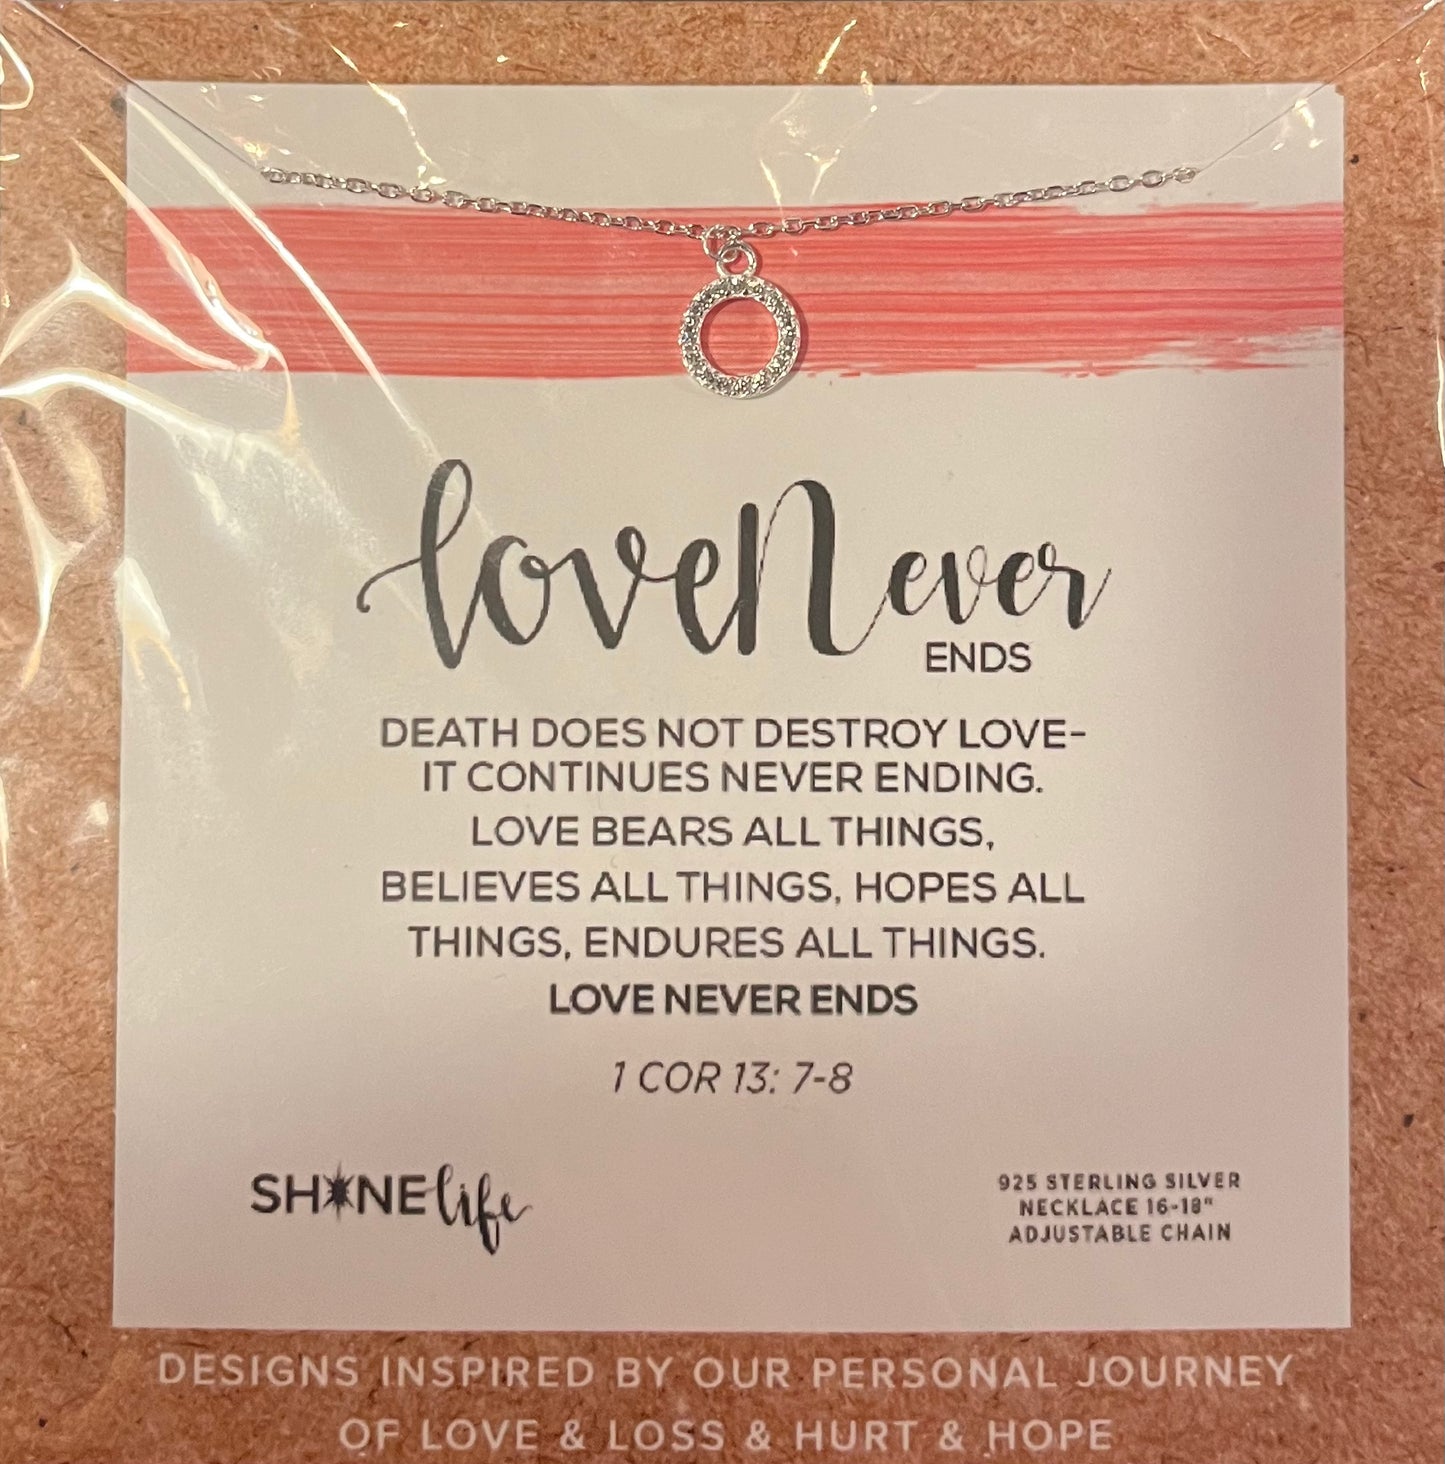 loveNever
ENDS
DEATH DOES NOT DESTROY LOVE-
IT CONTINUES NEVER ENDING.
LOVE BEARS ALL THINGS,
BELIEVES ALL THINGS, HOPES ALL
THINGS, ENDURES ALL THINGS.
LOVE NEVER ENDS
1 COR 13: 7-8
SHINE life
925 STERLING SILVER
NECKLACE 16-18"
ADJUSTABLE CHAIN
DESIGNS INSPIRED BY OUR PERSONAL JOURNEY
OF LOVE & LOSS & HURT & HOPE